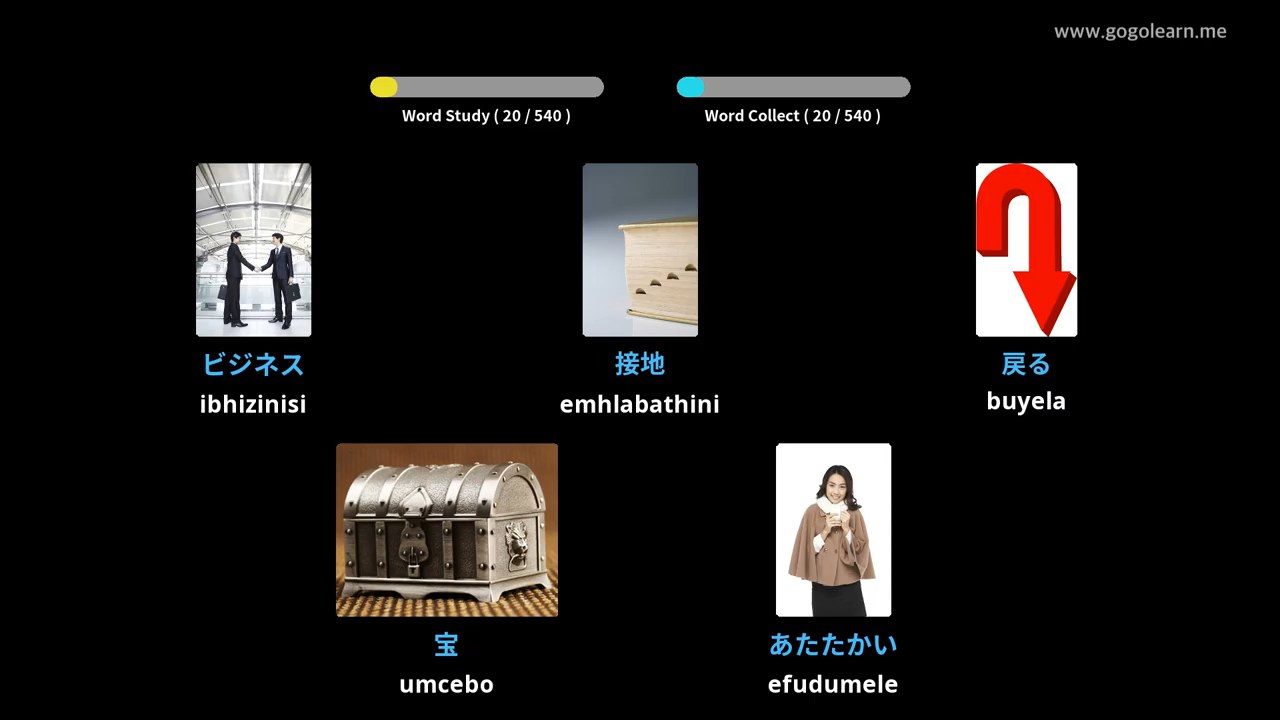 www.gogolearn.me
Word Study ( 20 / 540 )
Word Collect ( 20 / 540 )
ビジネス
ibhizinisi
接地
emhlabathini
戻る
buyela
宝
umcebo
あたたかい
efudumele